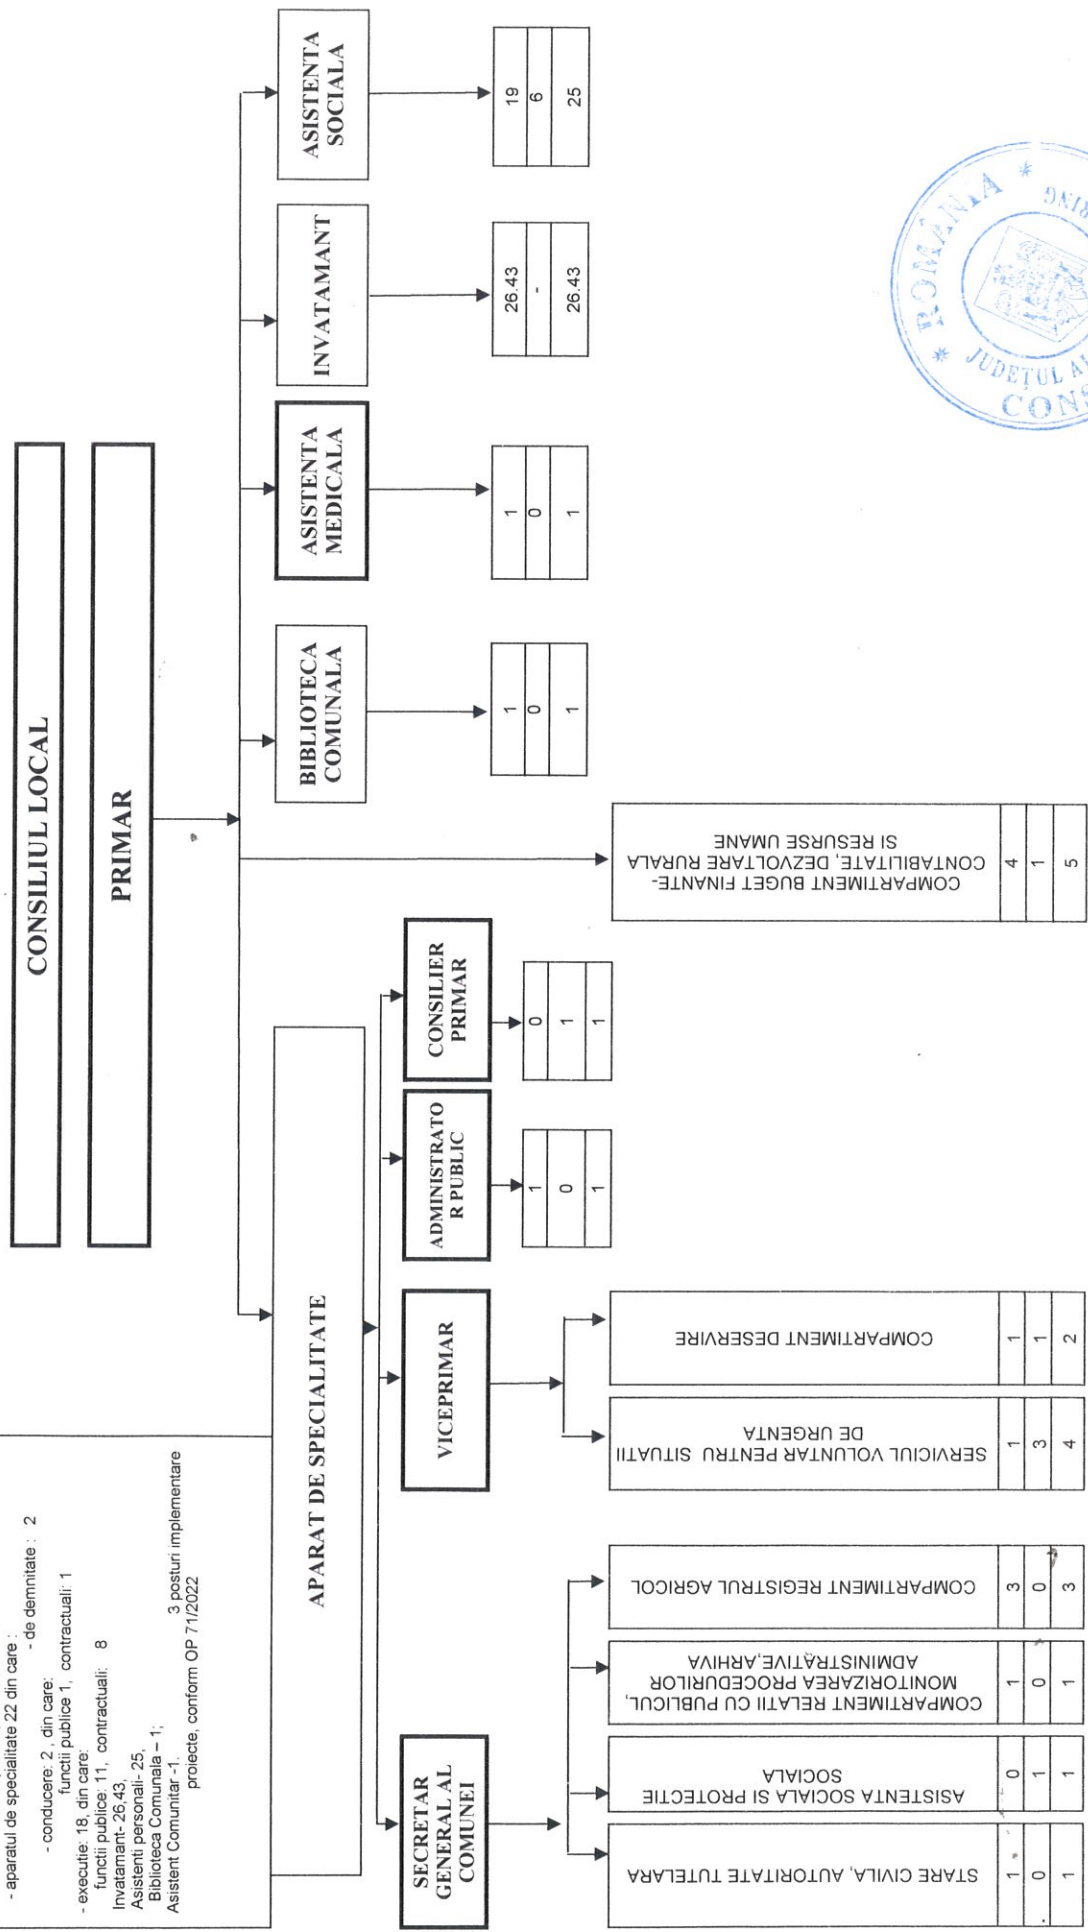 - aparatul de specialitate 22 din care :
- de demnitate : 2
- conducere: 2 , din care:
functii publice 1, contractuali: 1
- executie: 18, din care:
functii publice: 11, contractuali: 8
Invatamant- 26,43,
Asistenti personali- 25,
Biblioteca Comunala – 1;
Asistent Comunitar -1.
3 posturi implementare
proiecte, conform OP 71/2022
CONSILIUL LOCAL
PRIMAR
APARAT DE SPECIALITATE
BIBLIOTECA
COMUNALA
1
0
1
ASISTENTA
MEDICALA
1
0
1
INVATAMANT
26.43
-
26.43
ASISTENTA
SOCIALA
19
6
25
SECRETAR
GENERAL AL
COMUNEI
VICEPRIMAR
ADMINISTRATO
R PUBLIC
1
0
1
CONSILIER
PRIMAR
0
1
1
STARE CIVILA, AUTORITATE TUTELARA
1
0
1
ASISTENTA SOCIALA SI PROTECTIE
SOCIALA
0
1
1
COMPARTIMENT RELATII CU PUBLICUL,
MONITORIZAREA PROCEDURILOR
ADMINISTRATIVE,ARHIVA
1
0
1
COMPARTIMENT REGISTRUL AGRICOL
3
0
3
SERVICIUL VOLUNTAR PENTRU SITUATII
DE URGENTA
1
3
4
COMPARTIMENT DESERVIRE
1
1
2
COMPARTIMENT BUGET FINANTE-
CONTABILITATE, DEZVOLTARE RURALA
SI RESURSE UMANE
4
1
5
* ROMÂNIA *
JUDEȚUL